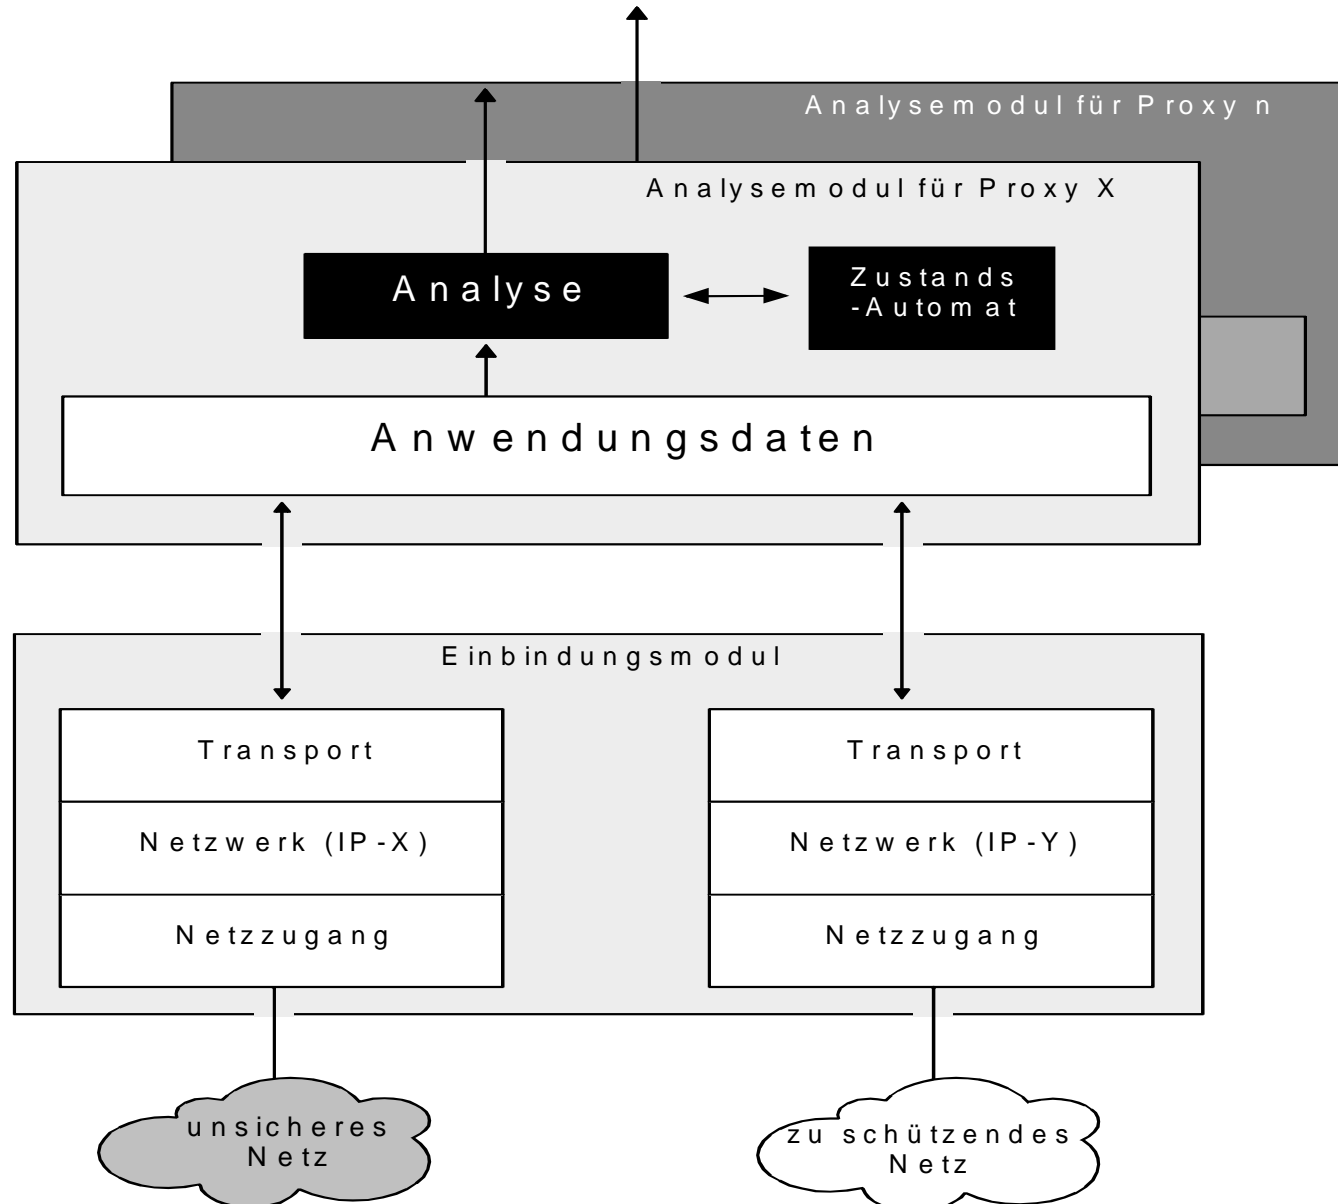 Analysemodul für Proxy n
Analysemodul für Proxy X
Analyse
Zustands
-Automat
Anwendungsdaten
Einbindungsmodul
Transport
Transport
Netzwerk (IP-X)
Netzwerk (IP-Y)
Netzzugang
Netzzugang
unsicheres
Netz
zu schützendes
Netz